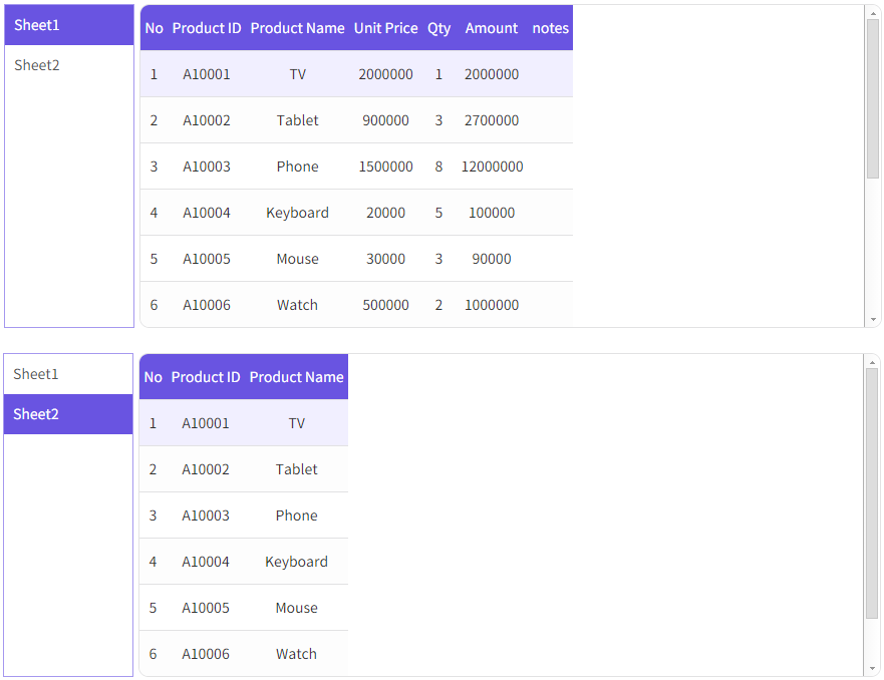 Sheet1
Sheet2
No Product ID Product Name Unit Price Qty Amount notes
1 A10001 TV 2000000 1 2000000
2 A10002 Tablet 900000 3 2700000
3 A10003 Phone 1500000 8 12000000
4 A10004 Keyboard 20000 5 100000
5 A10005 Mouse 30000 3 90000
6 A10006 Watch 500000 2 1000000
Sheet1
Sheet2
No Product ID Product Name
1 A10001 TV
2 A10002 Tablet
3 A10003 Phone
4 A10004 Keyboard
5 A10005 Mouse
6 A10006 Watch